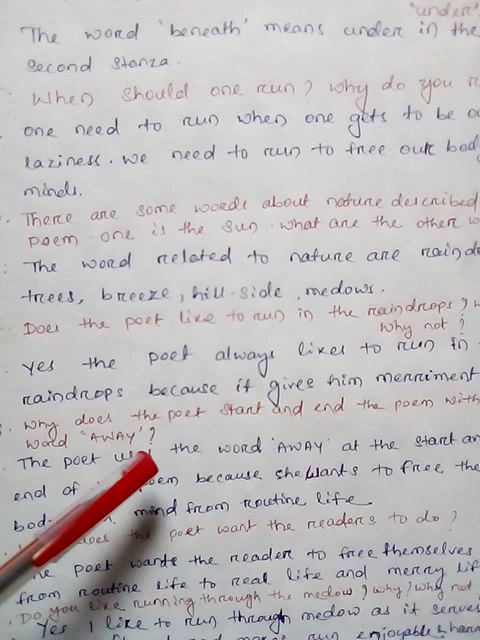 'under'
The word 'beneath' means under in the
second stanza.
When should one run? why do you
one need to run when one gets to be
laziness. we need to run to free our
minds.
There are some words about nature described
poem. one is the sun. what are the other
The word related to nature are
trees, breeze, hill-side, medows.
Does the poet like to run in the raindrops?
why not?
yes the poet always likes to run in
raindrops because it gives him merriment
why does the poet start and end the poem with
word 'AWAY'?
The poet the word 'AWAY' at the start
end of because she wants to free the
mind from routine life
does the poet want the readers to do?
poet wants the reader to free themselves
from routine life to real life and merry
Do you like running through the medow? why? why not
Yes I like to run through medow as it serves
run enjoyable &